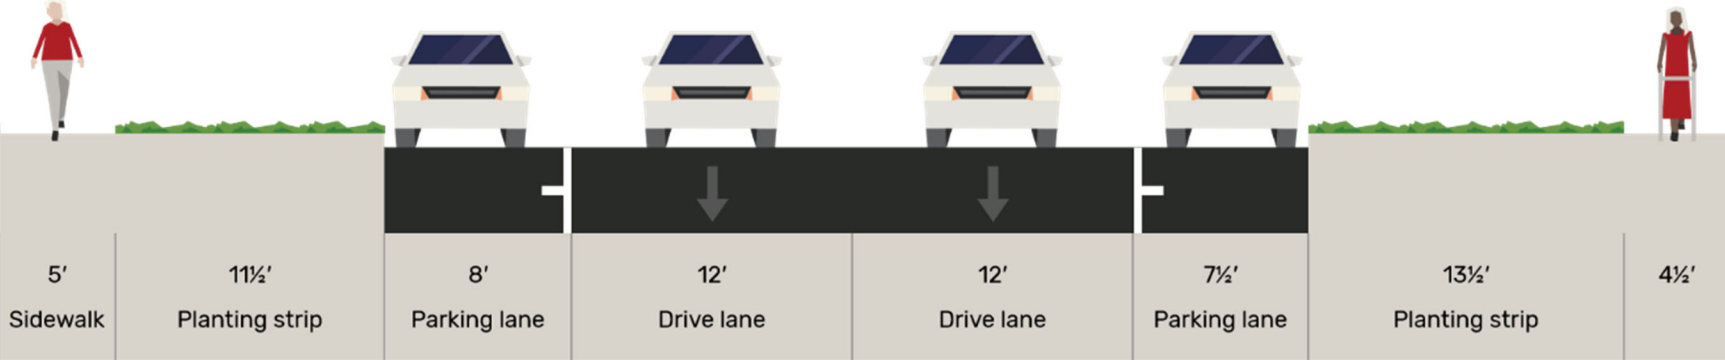 5′ 11½′ 8′ 12′ 12′ 7½′ 13½′ 4½′
Sidewalk Planting strip Parking lane Drive lane Drive lane Parking lane Planting strip